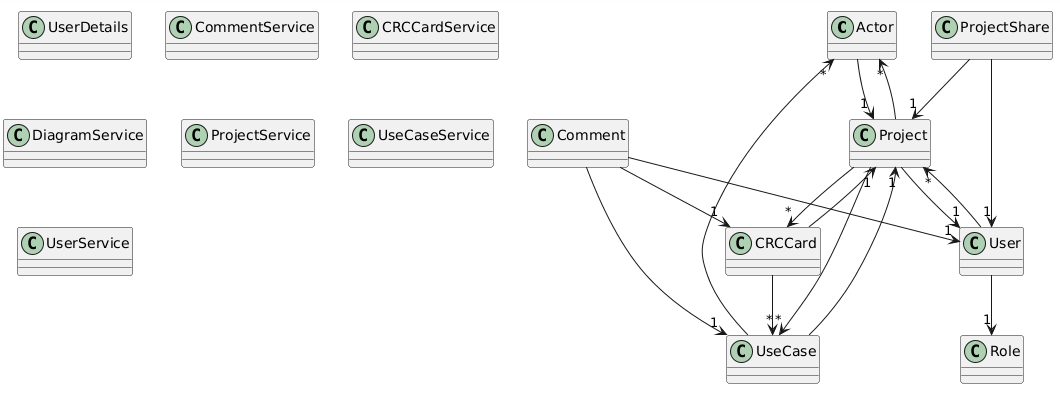 C UserDetails
C CommentService
C CRCCardService
C Actor
C ProjectShare
* * 1 1
C DiagramService
C ProjectService
C UseCaseService
C Comment
C Project
1 1 *
* 1 1 1 1
C UserService
C CRCCard
C User
1 * * 1
C UseCase
C Role